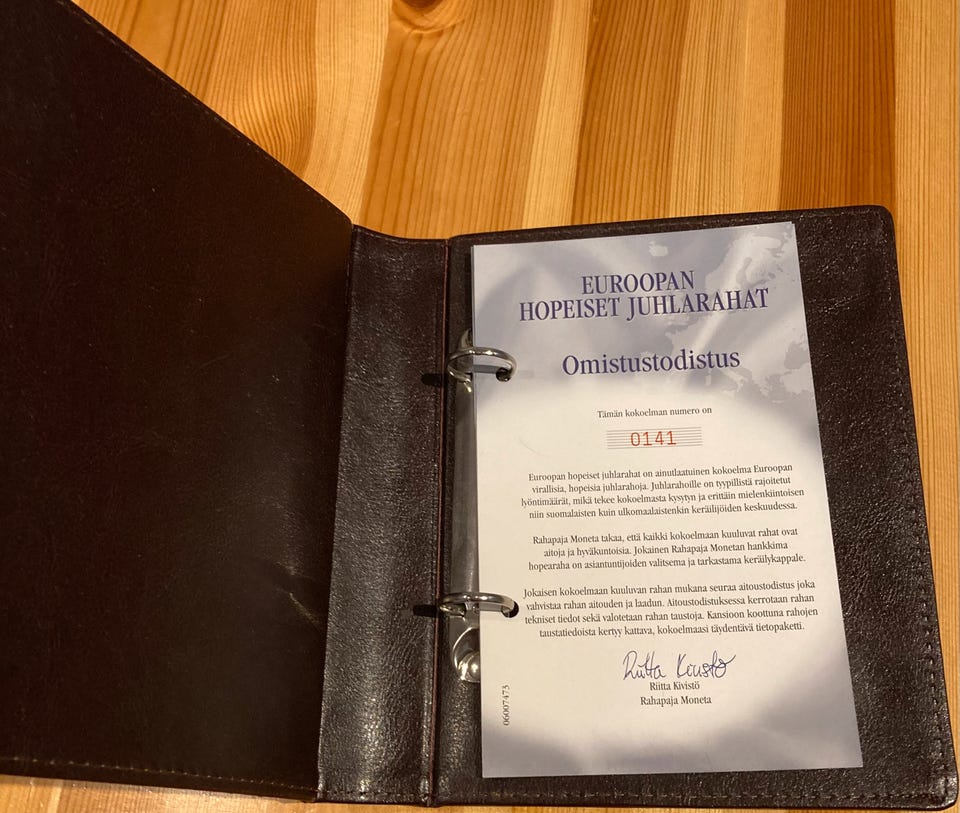 EUROOPAN
HOPEISET JUHLARAHAT
Omistustodistus
Tämän kokoelman numero on
0141
Euroopan hopeiset juhlarahat on ainutlaatuinen kokoelma Euroopan
virallisia, hopeisia juhlarahoja. Juhlarahoille on tyypillistä rajoitetut
lyöntimäärät, mikä tekee kokoelmasta kysytyn ja erittäin mielenkiintoisen
niin suomalaisten kuin ulkomaalaistenkin keräilijöiden keskuudessa.
Rahapaja Moneta takaa, että kaikki kokoelmaan kuuluvat rahat ovat
aitoja ja hyväkuntoisia. Jokainen Rahapaja Monetan hankkima
hopearaha on asiantuntijoiden valitsema ja tarkastama keräilykappale.
Jokaisen kokoelmaan kuuluvan rahan mukana seuraa aitoustodistus joka
vahvistaa rahan aitouden ja laadun. Aitoustodistuksessa kerrotaan rahan
tekniset tiedot sekä valotetaan rahan taustoja. Kansioon koottuna rahojen
taustatiedoista kertyy kattava, kokoelmaasi täydentävä tietopaketti.
Riitta Kivistö
Riitta Kivistö
Rahapaja Moneta
06007473